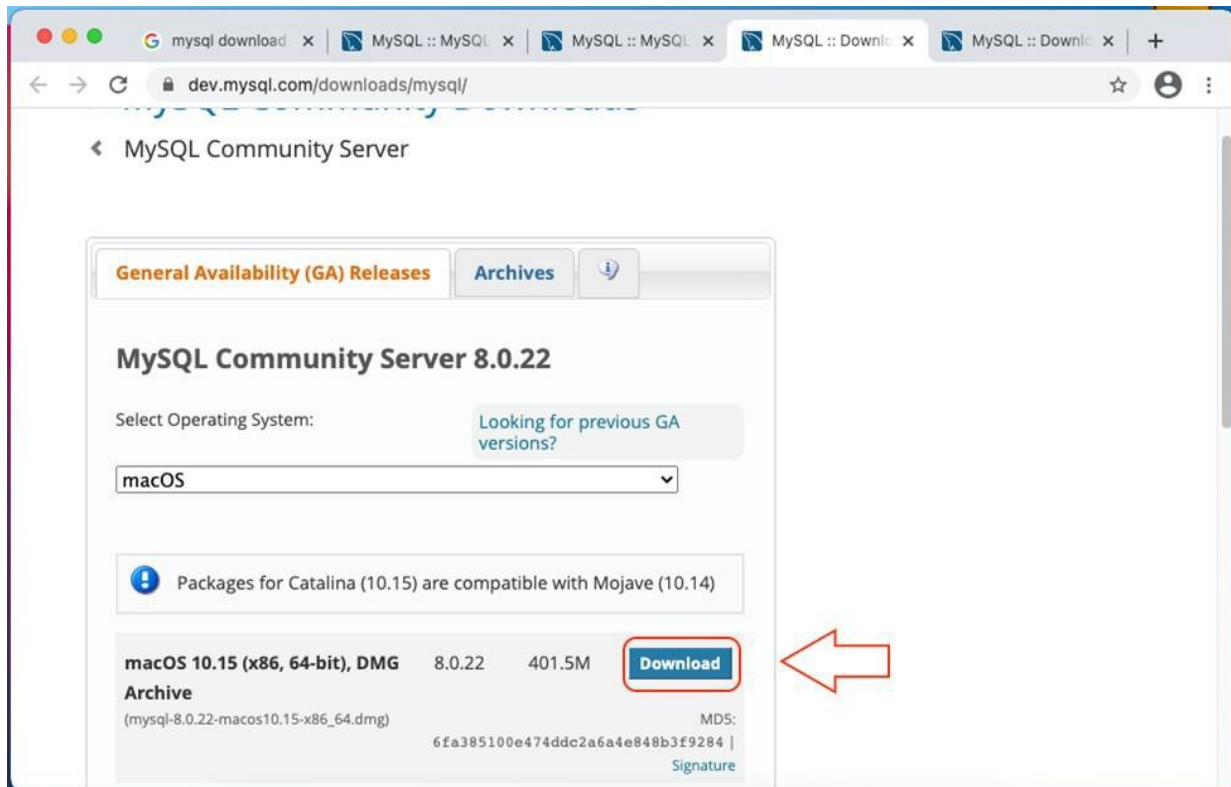 mysql download
MySQL :: MySQL
MySQL :: MySQL
MySQL :: Downlo
MySQL :: Downlo
dev.mysql.com/downloads/mysql/
MySQL Community Downloads
MySQL Community Server
General Availability (GA) Releases
Archives
MySQL Community Server 8.0.22
Select Operating System:
Looking for previous GA
versions?
macOS
Packages for Catalina (10.15) are compatible with Mojave (10.14)
macOS 10.15 (x86, 64-bit), DMG 8.0.22 401.5M Download
Archive
(mysql-8.0.22-macos10.15-x86_64.dmg) MD5:
6fa385100e474ddc2a6a4e848b3f9284 |
Signature